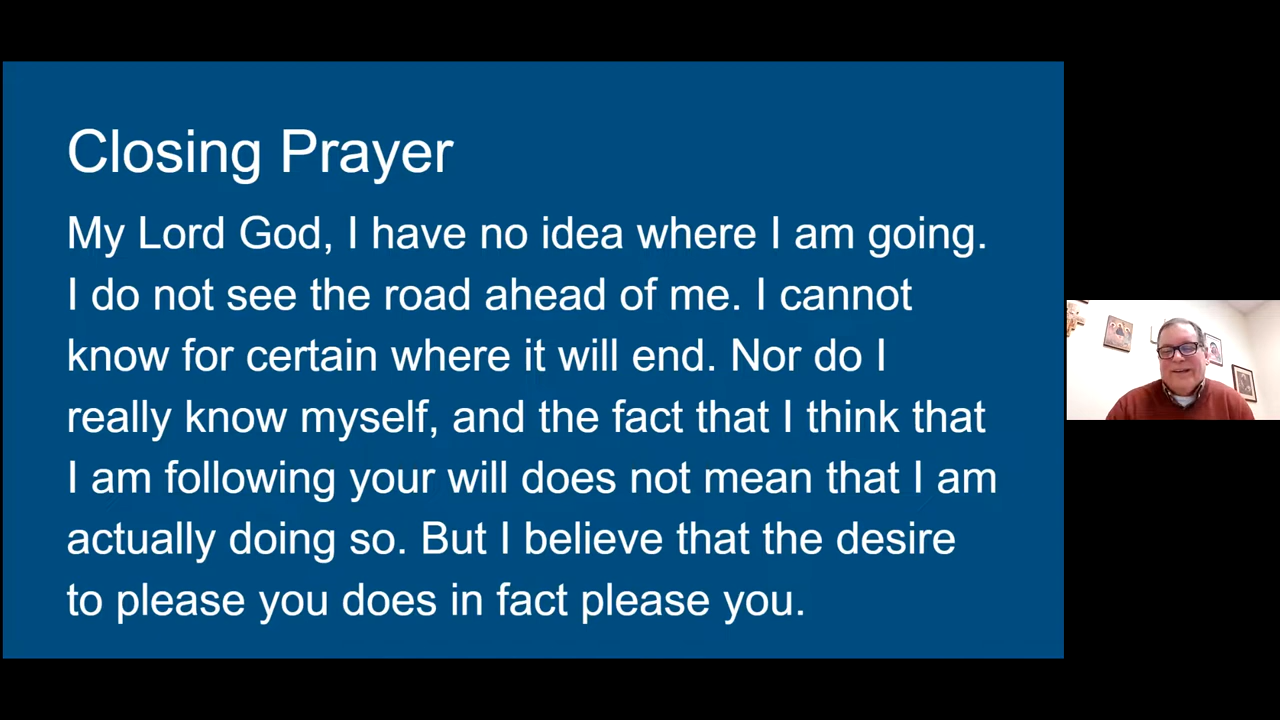 Closing Prayer
My Lord God, I have no idea where I am going.
I do not see the road ahead of me. I cannot
know for certain where it will end. Nor do I
really know myself, and the fact that I think that
I am following your will does not mean that I am
actually doing so. But I believe that the desire
to please you does in fact please you.